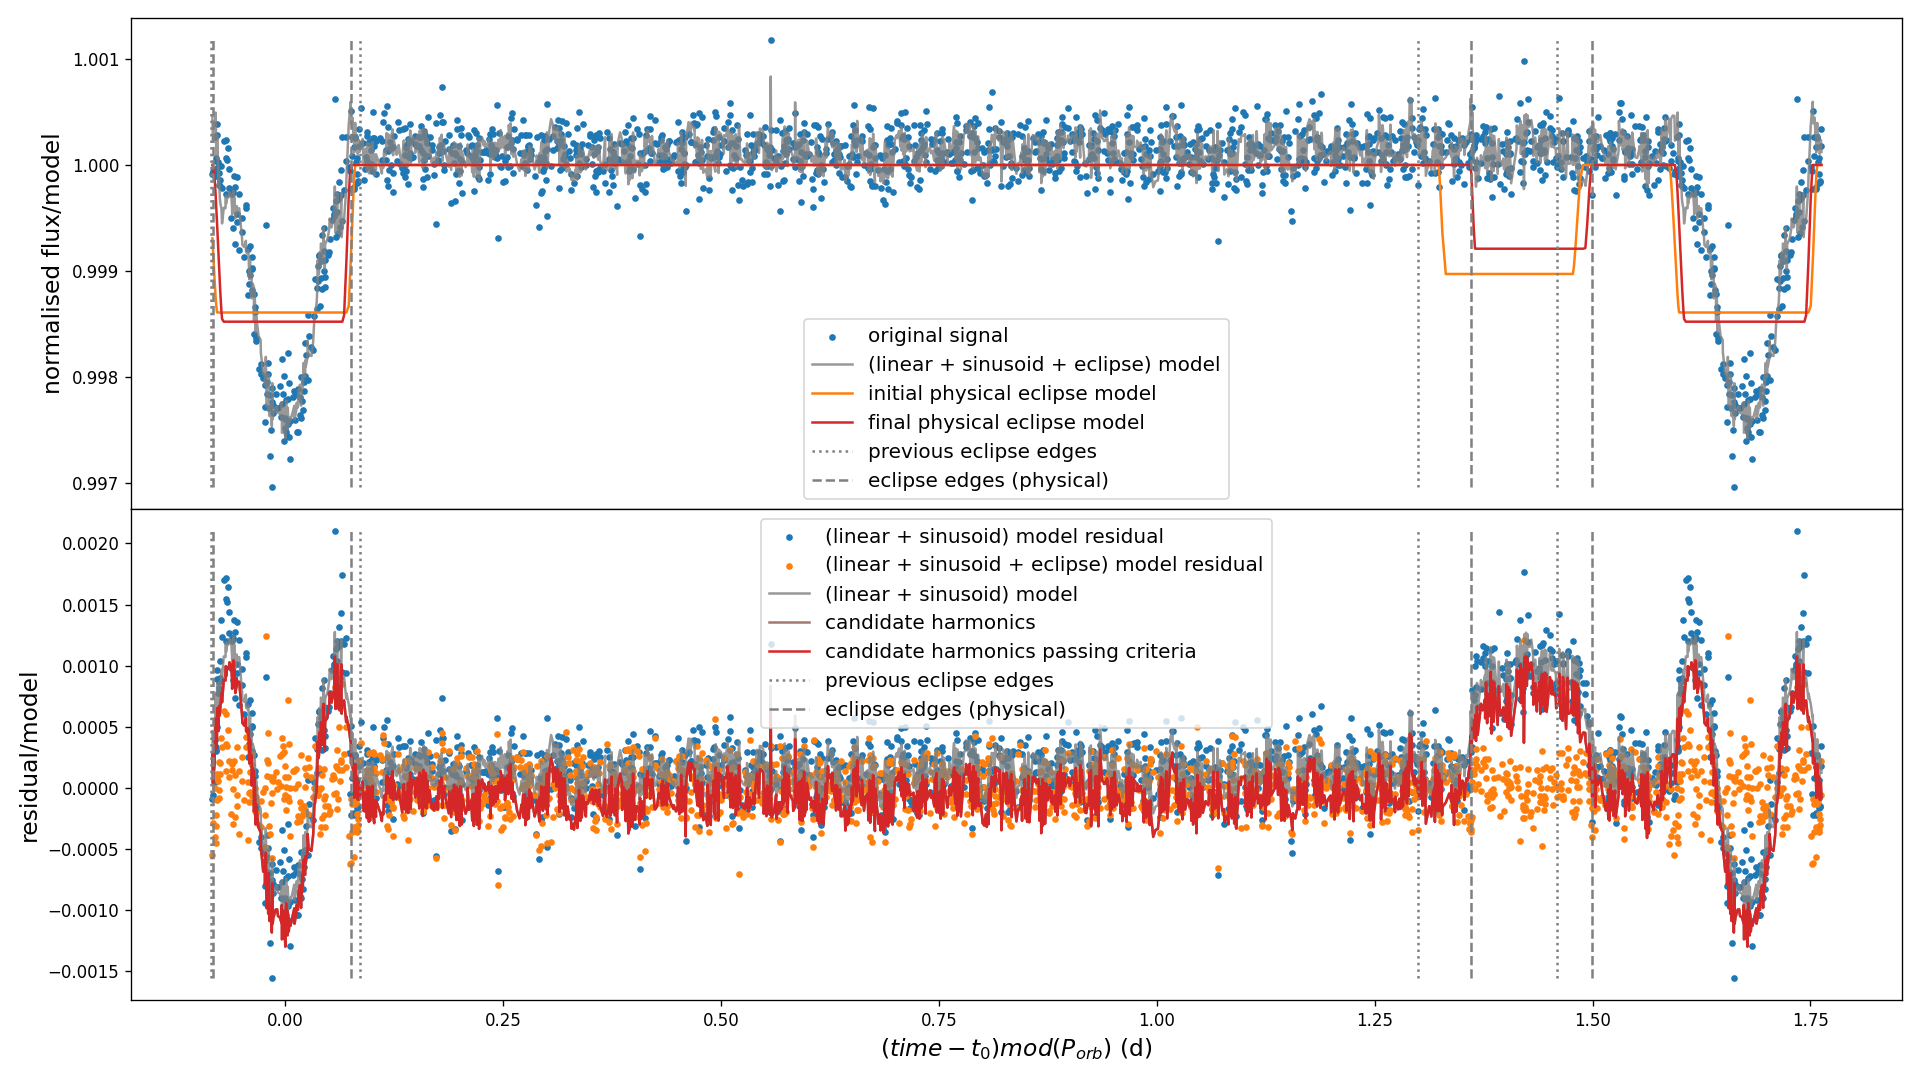 normalised flux/model
1.001
1.000
0.999
0.998
0.997
original signal
(linear + sinusoid + eclipse) model
initial physical eclipse model
final physical eclipse model
previous eclipse edges
eclipse edges (physical)
residual/model
0.0020
0.0015
0.0010
0.0005
0.0000
−0.0005
−0.0010
−0.0015
(linear + sinusoid) model residual
(linear + sinusoid + eclipse) model residual
(linear + sinusoid) model
candidate harmonics
candidate harmonics passing criteria
previous eclipse edges
eclipse edges (physical)
0.00 0.25 0.50 0.75 1.00 1.25 1.50 1.75
(time − t₀)mod(Pₒᵣb) (d)